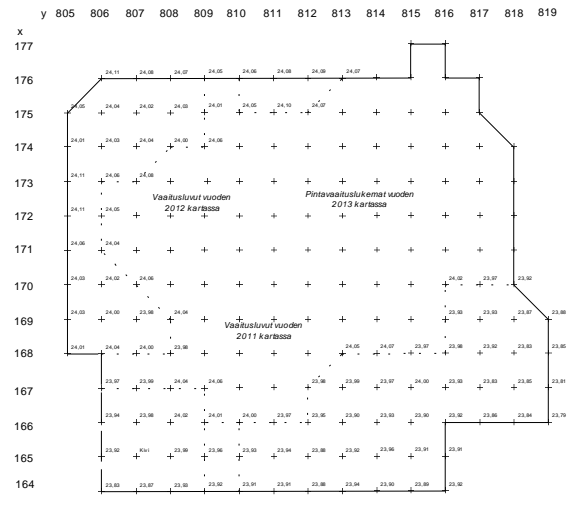 y 805 806 807 808 809 810 811 812 813 814 815 816 817 818 819
x
177
24,11 24,08 24,07 24,05 24,06 24,08 24,09 24,07
176
24,05 24,04 24,02 24,03 24,01 24,05 24,10 24,07
175
24,01 24,03 24,04 24,00 24,06
174
24,11 24,06 24,08
173
Vaaitusluvut vuoden
2012 kartassa
Pintavaaituslukemat vuoden
2013 kartassa
24,11 24,05
172
24,06 24,04
171
24,03 24,02 24,06 24,02 23,97 23,92
170
24,03 24,00 23,98 24,04 23,93 23,93 23,87 23,88
169
Vaaitusluvut vuoden
2011 kartassa
24,01 24,04 24,00 23,98 24,05 24,07 23,97 23,98 23,92 23,83 23,85
168
23,97 23,99 24,04 24,06 23,98 23,99 23,97 24,00 23,93 23,85 23,81
167
23,94 23,98 24,02 24,01 24,00 23,97 23,95 23,90 23,93 23,90 23,92 23,86 23,84 23,79
166
23,92 Kivi 23,99 23,96 23,93 23,94 23,88 23,92 23,96 23,91 23,91
165
23,83 23,87 23,93 23,92 23,91 23,91 23,88 23,94 23,90 23,89 23,92
164